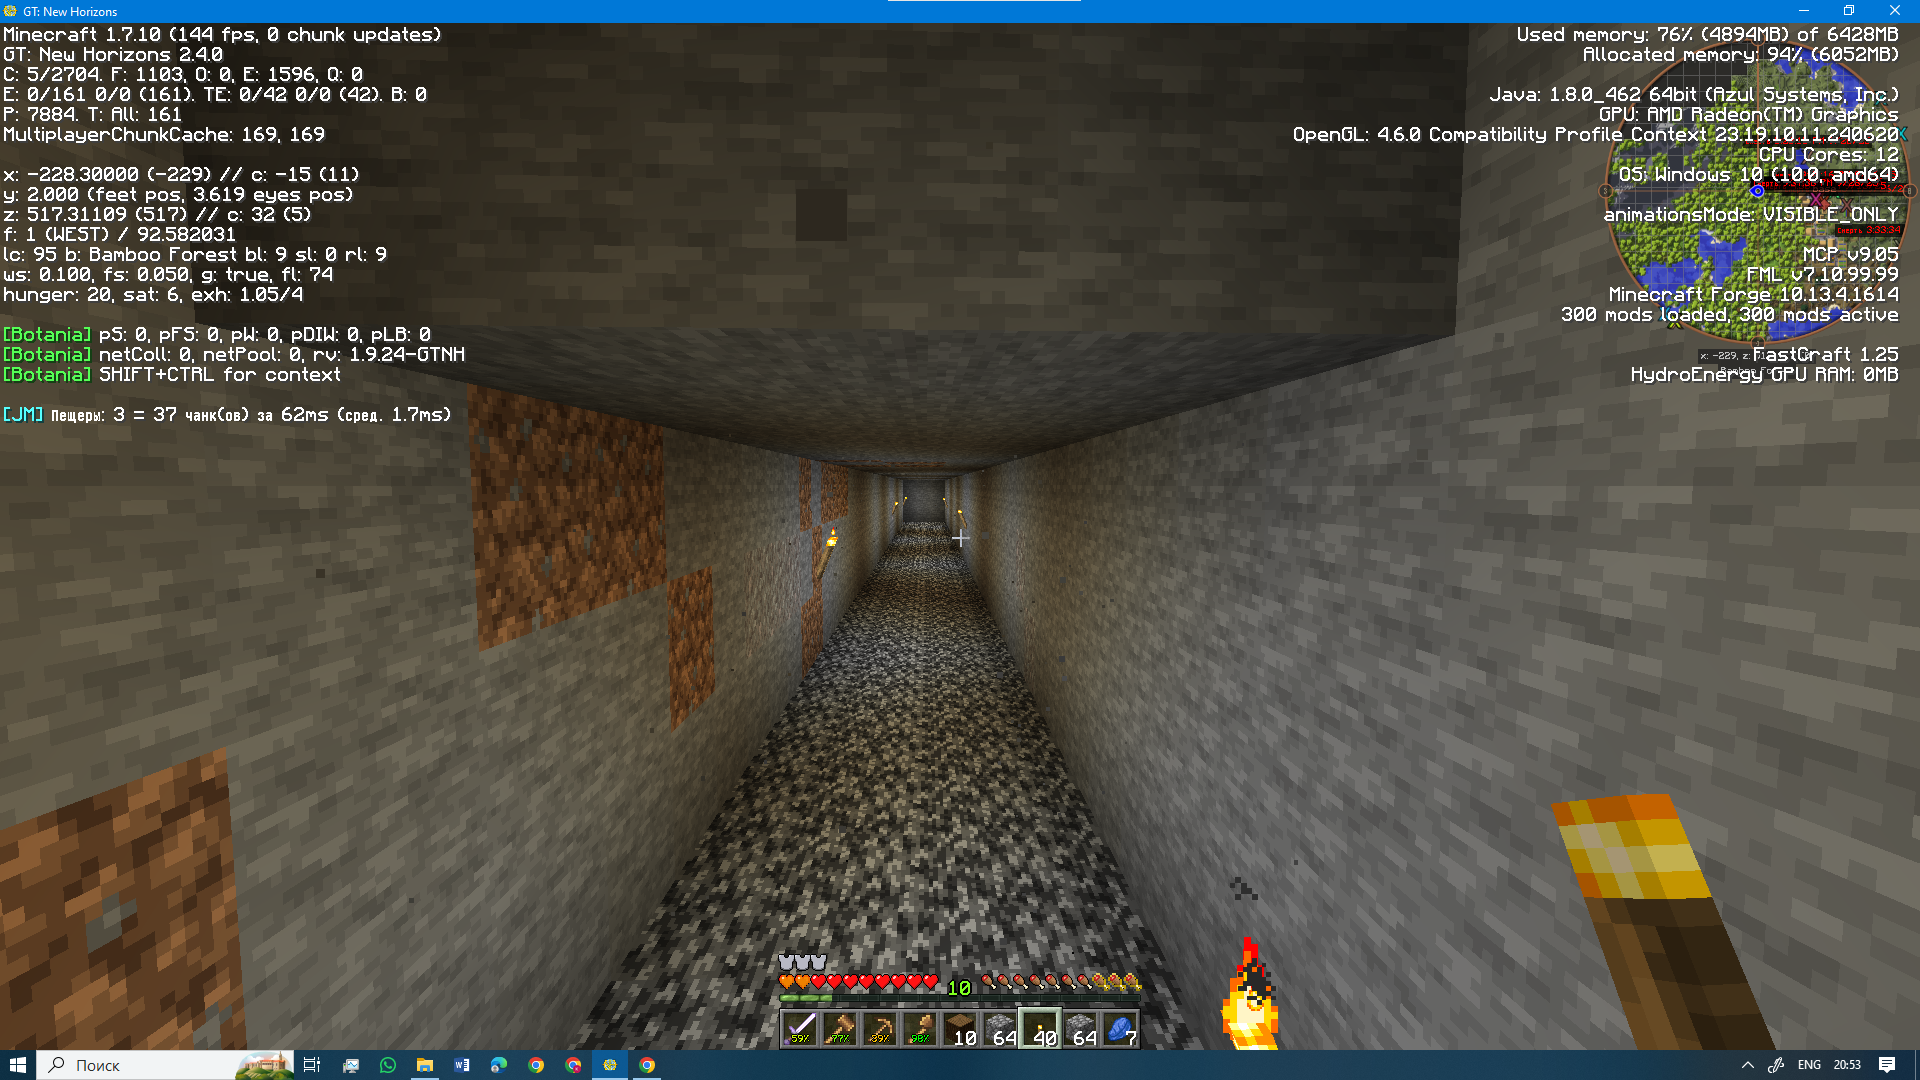 GT: New Horizons
Minecraft 1.7.10 (144 fps, 0 chunk updates)
GT: New Horizons 2.4.0
C: 5/2704. F: 1103, O: 0, E: 1596, Q: 0
E: 0/161 0/0 (161). TE: 0/42 0/0 (42). B: 0
P: 7884. T: All: 161
MultiplayerChunkCache: 169, 169
x: -228.30000 (-229) // c: -15 (11)
y: 2.000 (feet pos, 3.619 eyes pos)
z: 517.31109 (517) // c: 32 (5)
f: 1 (WEST) / 92.582031
lc: 95 b: Bamboo Forest bl: 9 sl: 0 rl: 9
ws: 0.100, fs: 0.050, g: true, fl: 74
hunger: 20, sat: 6, exh: 1.05/4
[Botania] pS: 0, pFS: 0, pW: 0, pDIW: 0, pLB: 0
[Botania] netColl: 0, netPool: 0, rv: 1.9.24-GTNH
[Botania] SHIFT+CTRL for context
[JM] Пещеры: 3 = 37 чанк(ов) за 62ms (сред. 1.7ms)
Used memory: 76% (4894MB) of 6428MB
Allocated memory: 94% (6052MB)
Java: 1.8.0_462 64bit (Azul Systems, Inc.)
GPU: AMD Radeon(TM) Graphics
OpenGL: 4.6.0 Compatibility Profile Context 23.19.10.11.240620
CPU Cores: 12
OS: Windows 10 (10.0, amd64)
animationsMode: VISIBLE_ONLY
Смерть 3:33:34
MCP v9.05
FML v7.10.99.99
Minecraft Forge 10.13.4.1614
300 mods loaded, 300 mods active
x: -229, z:
FastCraft 1.25
HydroEnergy GPU RAM: 0MB
10
59% 77% 89% 98% 10 64 40 64 7
Поиск
ENG 20:53